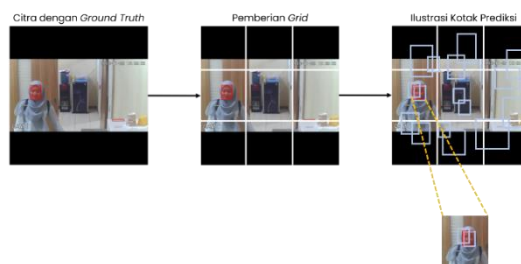 Citra dengan Ground Truth
Pemberian Grid
Ilustrasi Kotak Prediksi